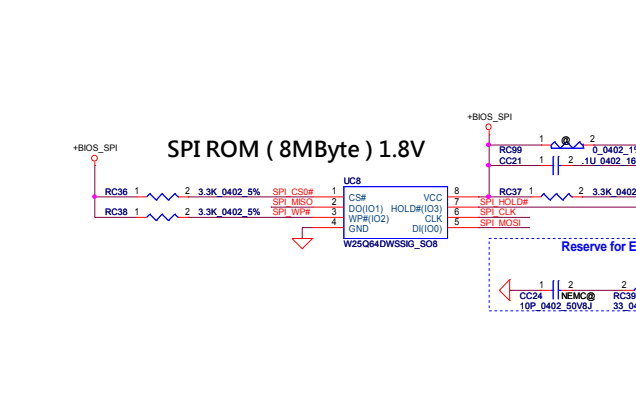 +BIOS_SPI
+BIOS_SPI
SPI ROM ( 8MByte ) 1.8V
1 @ 2
RC99 0_0402_1%
CC21 1 2 .1U_0402_16
UC8
RC36 1 2 3.3K_0402_5% SPI_CS0# 1 CS# VCC 8 RC37 1 2 3.3K_0402
SPI_MISO 2 DO(IO1) HOLD#(IO3) 7 SPI_HOLD#
RC38 1 2 3.3K_0402_5% SPI_WP# 3 WP#(IO2) CLK 6 SPI_CLK
4 GND DI(IO0) 5 SPI_MOSI
W25Q64DWSSIG_SO8
Reserve for E
1 2 2
CC24 NEMC@ RC39
10P_0402_50V8J 33_04